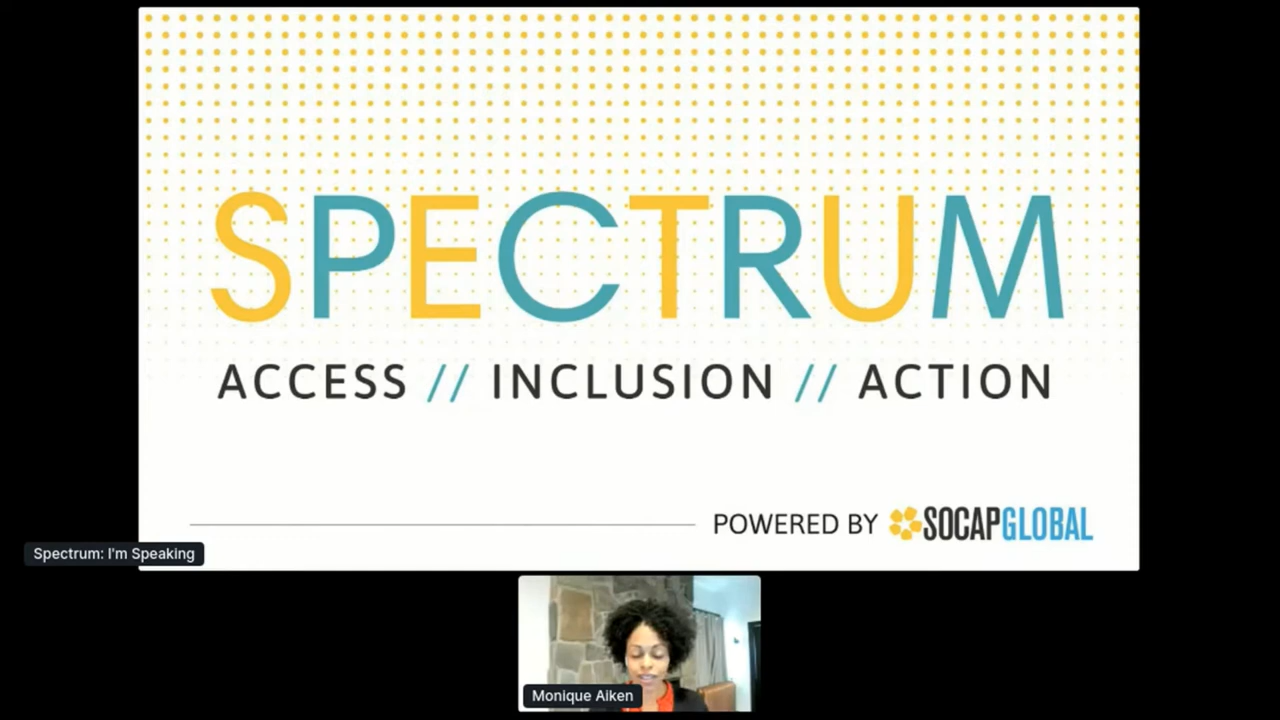 SPECTRUM
ACCESS // INCLUSION // ACTION
POWERED BY SOCAPGLOBAL
Spectrum: I'm Speaking
Monique Aiken